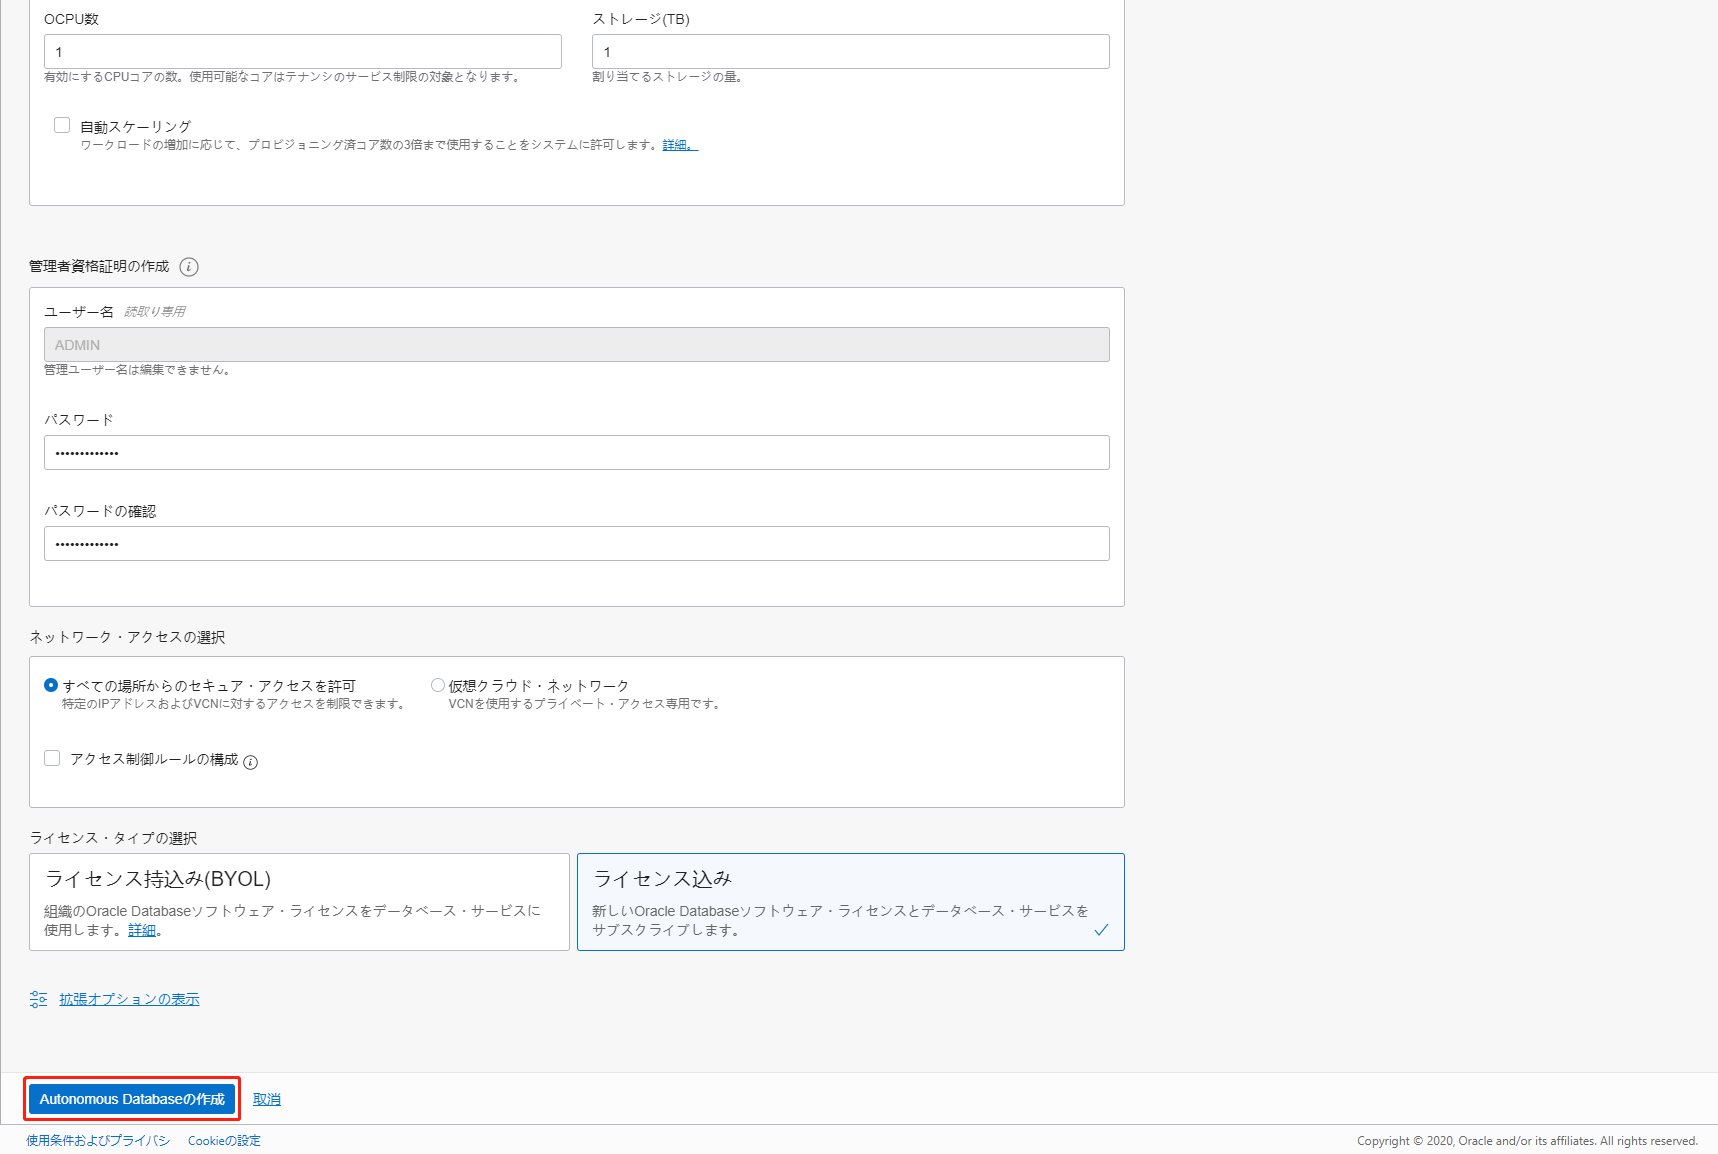 OCPU数
ストレージ(TB)
1
1
有効にするCPUコアの数。使用可能なコアはテナンシのサービス制限の対象となります。
割り当てるストレージの量。
自動スケーリング
ワークロードの増加に応じて、プロビジョニング済コア数の3倍まで使用することをシステムに許可します。詳細。
管理者資格証明の作成
ユーザー名 読取り専用
ADMIN
管理ユーザー名は編集できません。
パスワード
•••••••••••••
パスワードの確認
•••••••••••••
ネットワーク・アクセスの選択
すべての場所からのセキュア・アクセスを許可
特定のIPアドレスおよびVCNに対するアクセスを制限できます。
仮想クラウド・ネットワーク
VCNを使用するプライベート・アクセス専用です。
アクセス制御ルールの構成
ライセンス・タイプの選択
ライセンス持込み(BYOL)
組織のOracle Databaseソフトウェア・ライセンスをデータベース・サービスに
使用します。詳細。
ライセンス込み
新しいOracle Databaseソフトウェア・ライセンスとデータベース・サービスを
サブスクライブします。
拡張オプションの表示
Autonomous Databaseの作成
取消
使用条件およびプライバシ
Cookieの設定
Copyright © 2020, Oracle and/or its affiliates. All rights reserved.